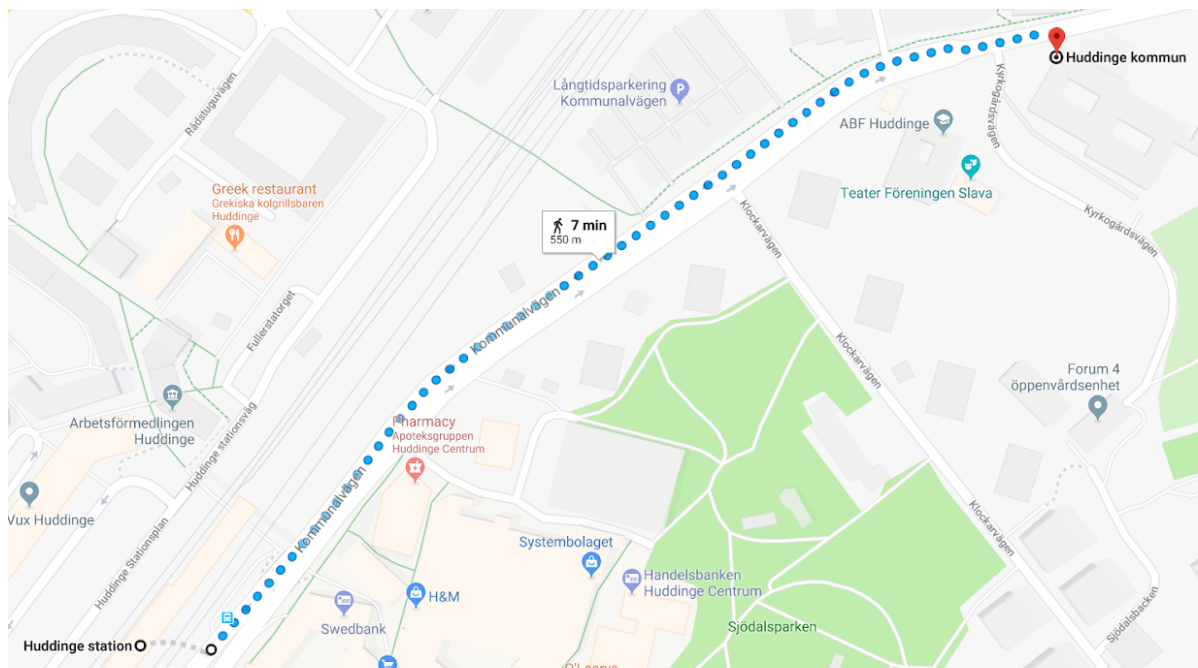 Huddinge kommun
Långtidsparkering
Kommunalvägen
P
Rådstuguvägen
ABF Huddinge
Kyrkogårdsvägen
Greek restaurant
Grekiska kolgrillsbaren
Huddinge
Teater Föreningen Slava
7 min
550 m
Klockarvägen
Kyrkogårdsvägen
Fullerstatorget
Kommunalvägen
Klockarvägen
Forum 4
öppenvårdsenhet
Arbetsförmedlingen
Huddinge
Huddinge stationsväg
Pharmacy
Apoteksgruppen
Huddinge Centrum
Kommunalvägen
Vux Huddinge
Huddinge Stationsplan
Klockarvägen
Systembolaget
Handelsbanken
Huddinge Centrum
H&M
Swedbank
Sjödalsparken
Sjödalsbacken
Huddinge station
O'Learys